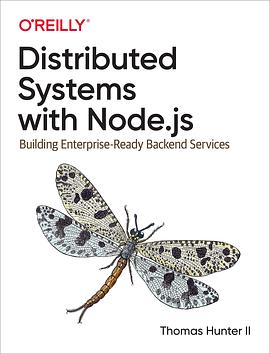 O'REILLY®
Distributed
Systems
with Node.js
Building Enterprise-Ready Backend Services
Thomas Hunter II